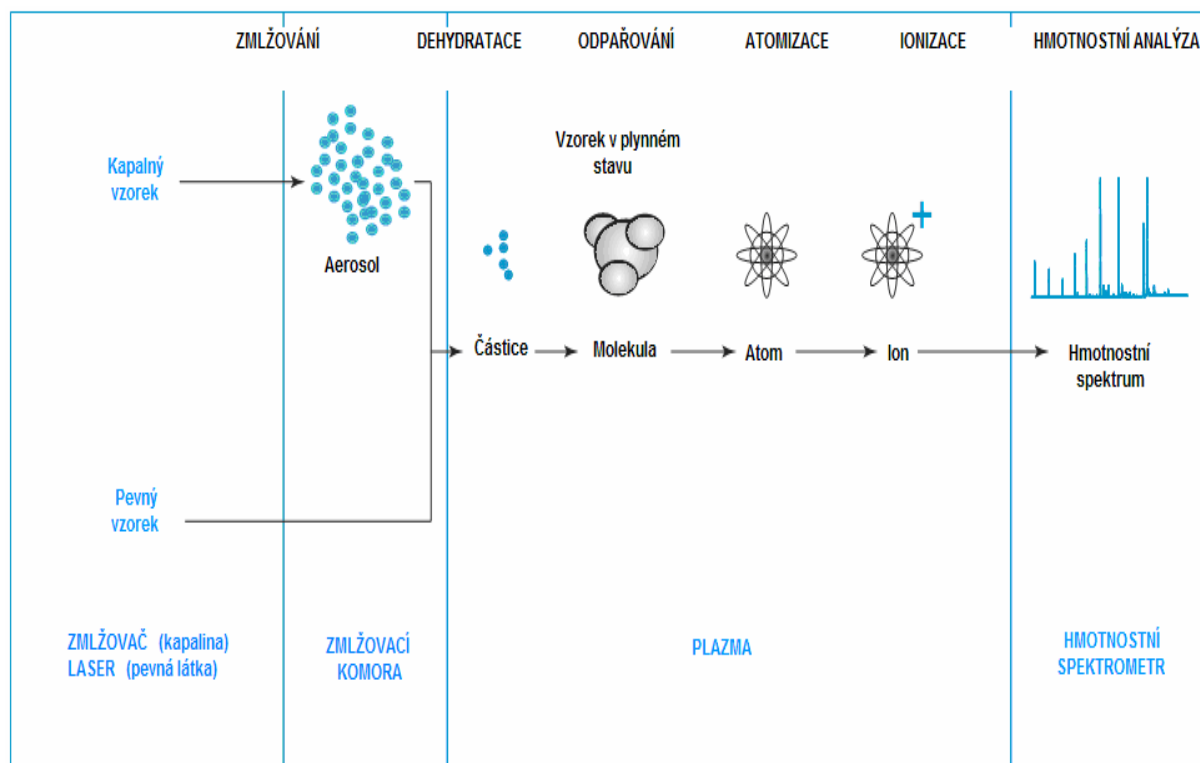 ZMLŽOVÁNÍ
DEHYDRATACE
ODPAŘOVÁNÍ
ATOMIZACE
IONIZACE
HMOTNOSTNÍ ANALÝZA
Kapalný
vzorek
Aerosol
Vzorek v plynném
stavu
+
Částice
Molekula
Atom
Ion
Hmotnostní
spektrum
Pevný
vzorek
ZMLŽOVAČ (kapalina)
LASER (pevná látka)
ZMLŽOVACÍ
KOMORA
PLAZMA
HMOTNOSTNÍ
SPEKTROMETR